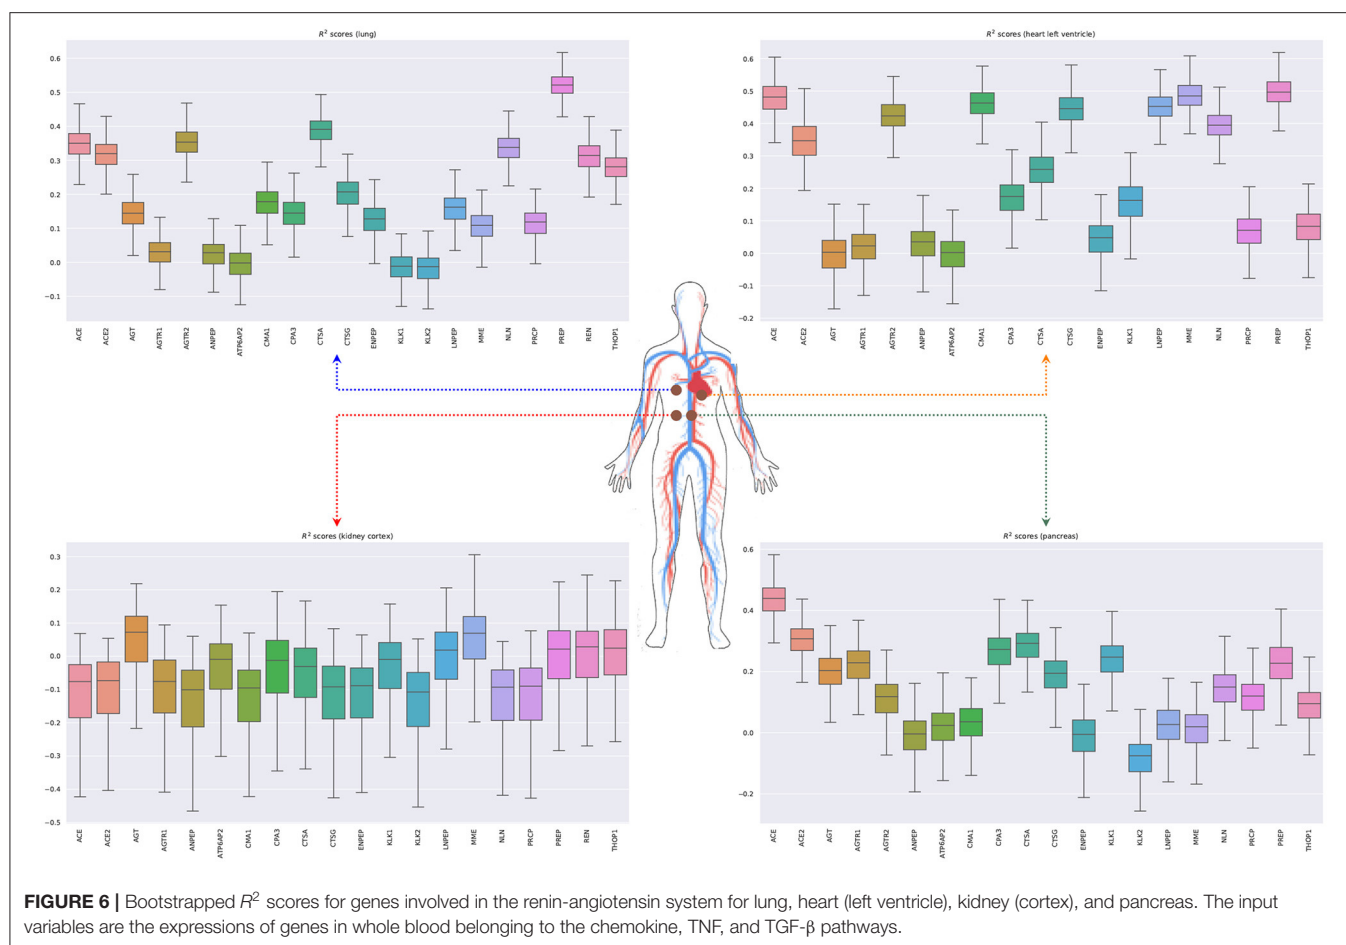 R² scores (lung)
0.6
0.5
0.4
0.3
0.2
0.1
0.0
−0.1
ACE
ACE2
AGT
AGTR1
AGTR2
ANPEP
ATP6AP2
CMA1
CPA3
CTSA
CTSG
ENPEP
KLK1
KLK2
LNPEP
MME
NLN
PRCP
PREP
REN
THOP1
R² scores (heart left ventricle)
0.6
0.5
0.4
0.3
0.2
0.1
0.0
−0.1
−0.2
ACE
ACE2
AGT
AGTR1
AGTR2
ANPEP
ATP6AP2
CMA1
CPA3
CTSA
CTSG
ENPEP
KLK1
LNPEP
MME
NLN
PRCP
PREP
THOP1
R² scores (kidney cortex)
0.3
0.2
0.1
0.0
−0.1
−0.2
−0.3
−0.4
−0.5
ACE
ACE2
AGT
AGTR1
ANPEP
ATP6AP2
CMA1
CPA3
CTSA
CTSG
ENPEP
KLK1
KLK2
LNPEP
MME
NLN
PRCP
PREP
REN
THOP1
R² scores (pancreas)
0.6
0.4
0.2
0.0
−0.2
ACE
ACE2
AGT
AGTR1
AGTR2
ANPEP
ATP6AP2
CMA1
CPA3
CTSA
CTSG
ENPEP
KLK1
KLK2
LNPEP
MME
NLN
PRCP
PREP
THOP1
FIGURE 6 | Bootstrapped R² scores for genes involved in the renin-angiotensin system for lung, heart (left ventricle), kidney (cortex), and pancreas. The input
variables are the expressions of genes in whole blood belonging to the chemokine, TNF, and TGF-β pathways.